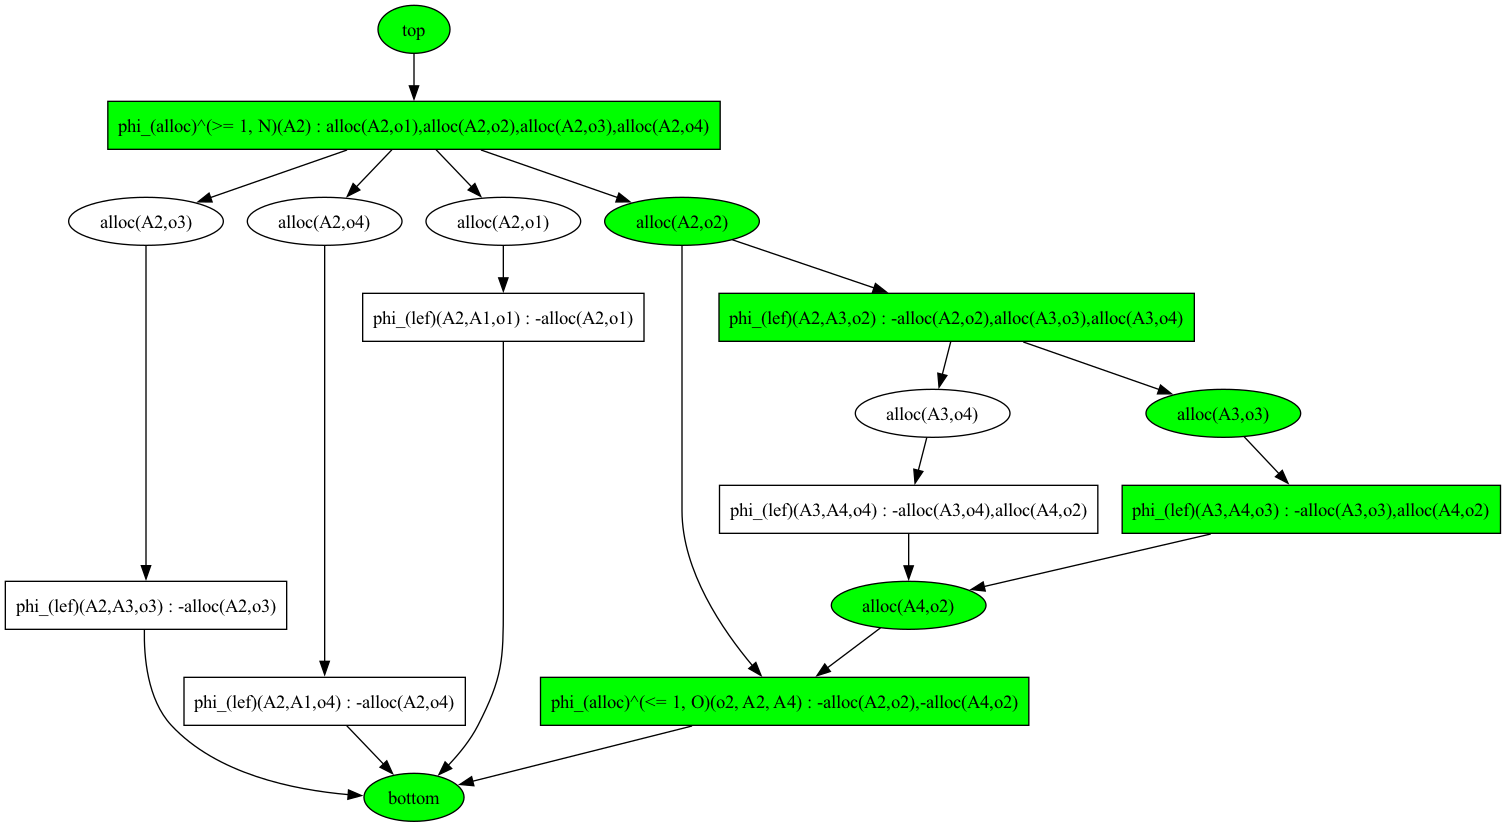 top
phi_(alloc)^(>= 1, N)(A2) : alloc(A2,o1),alloc(A2,o2),alloc(A2,o3),alloc(A2,o4)
alloc(A2,o3)
alloc(A2,o4)
alloc(A2,o1)
alloc(A2,o2)
phi_(lef)(A2,A1,o1) : -alloc(A2,o1)
phi_(lef)(A2,A3,o2) : -alloc(A2,o2),alloc(A3,o3),alloc(A3,o4)
alloc(A3,o4)
alloc(A3,o3)
phi_(lef)(A3,A4,o4) : -alloc(A3,o4),alloc(A4,o2)
phi_(lef)(A3,A4,o3) : -alloc(A3,o3),alloc(A4,o2)
phi_(lef)(A2,A3,o3) : -alloc(A2,o3)
alloc(A4,o2)
phi_(lef)(A2,A1,o4) : -alloc(A2,o4)
phi_(alloc)^(<= 1, O)(o2, A2, A4) : -alloc(A2,o2),-alloc(A4,o2)
bottom